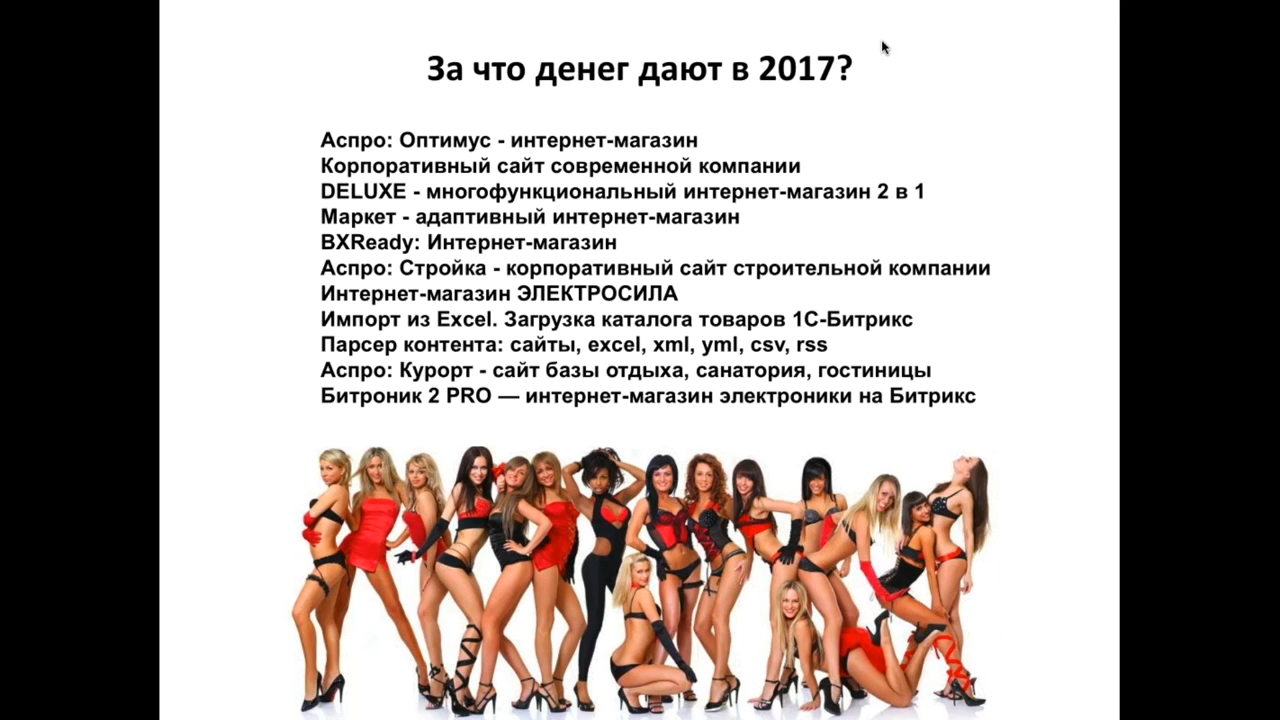 За что денег дают в 2017?
Аспро: Оптимус - интернет-магазин
Корпоративный сайт современной компании
DELUXE - многофункциональный интернет-магазин 2 в 1
Маркет - адаптивный интернет-магазин
BXReady: Интернет-магазин
Аспро: Стройка - корпоративный сайт строительной компании
Интернет-магазин ЭЛЕКТРОСИЛА
Импорт из Excel. Загрузка каталога товаров 1С-Битрикс
Парсер контента: сайты, excel, xml, yml, csv, rss
Аспро: Курорт - сайт базы отдыха, санатория, гостиницы
Битроник 2 PRO — интернет-магазин электроники на Битрикс